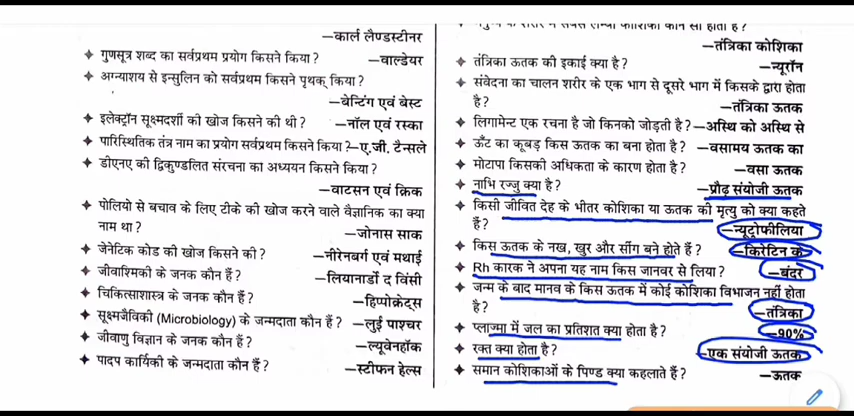 —कार्ल लैण्डस्टीनर
✦ गुणसूत्र शब्द का सर्वप्रथम प्रयोग किसने किया? —वाल्डेयर
✦ अग्न्याशय से इन्सुलिन को सर्वप्रथम किसने पृथक् किया?
—बेन्टिंग एवं बेस्ट
✦ इलेक्ट्रॉन सूक्ष्मदर्शी की खोज किसने की थी? —नॉल एवं रस्का
✦ पारिस्थितिक तंत्र नाम का प्रयोग सर्वप्रथम किसने किया?—ए.जी. टैन्सले
✦ डीएनए की द्विकुण्डलित संरचना का अध्ययन किसने किया?
—वाटसन एवं क्रिक
✦ पोलियो से बचाव के लिए टीके की खोज करने वाले वैज्ञानिक का क्या
नाम था? —जोनास साक
✦ जेनेटिक कोड की खोज किसने की? —नीरेनबर्ग एवं मथाई
✦ जीवाश्मिकी के जनक कौन हैं? —लियानार्डो द विंसी
✦ चिकित्साशास्त्र के जनक कौन हैं? —हिप्पोक्रेट्स
✦ सूक्ष्मजैविकी (Microbiology) के जन्मदाता कौन हैं? —लुई पाश्चर
✦ जीवाणु विज्ञान के जनक कौन हैं? —ल्यूवेनहॉक
✦ पादप कार्यिकी के जन्मदाता कौन हैं? —स्टीफन हेल्स
के शरीर में सबसे लम्बी कोशिका कौन सी होती है?
—तंत्रिका कोशिका
✦ तंत्रिका ऊतक की इकाई क्या है? —न्यूरॉन
✦ संवेदना का चालन शरीर के एक भाग से दूसरे भाग में किसके द्वारा होता
है? —तंत्रिका ऊतक
✦ लिगामेन्ट एक रचना है जो किनको जोड़ती है?—अस्थि को अस्थि से
✦ ऊँट का कूबड़ किस ऊतक का बना होता है? —वसामय ऊतक का
✦ मोटापा किसकी अधिकता के कारण होता है? —वसा ऊतक
✦ नाभि रज्जु क्या है? —प्रौढ़ संयोजी ऊतक
✦ किसी जीवित देह के भीतर कोशिका या ऊतक की मृत्यु को क्या कहते
हैं? —न्यूट्रोफीलिया
✦ किस ऊतक के नख, खुर और सींग बने होते हैं? —किरेटिन के
✦ Rh कारक ने अपना यह नाम किस जानवर से लिया? —बंदर
✦ जन्म के बाद मानव के किस ऊतक में कोई कोशिका विभाजन नहीं होता
है? —तंत्रिका
✦ प्लाज्मा में जल का प्रतिशत क्या होता है? —90%
✦ रक्त क्या होता है? —एक संयोजी ऊतक
✦ समान कोशिकाओं के पिण्ड क्या कहलाते हैं? —ऊतक